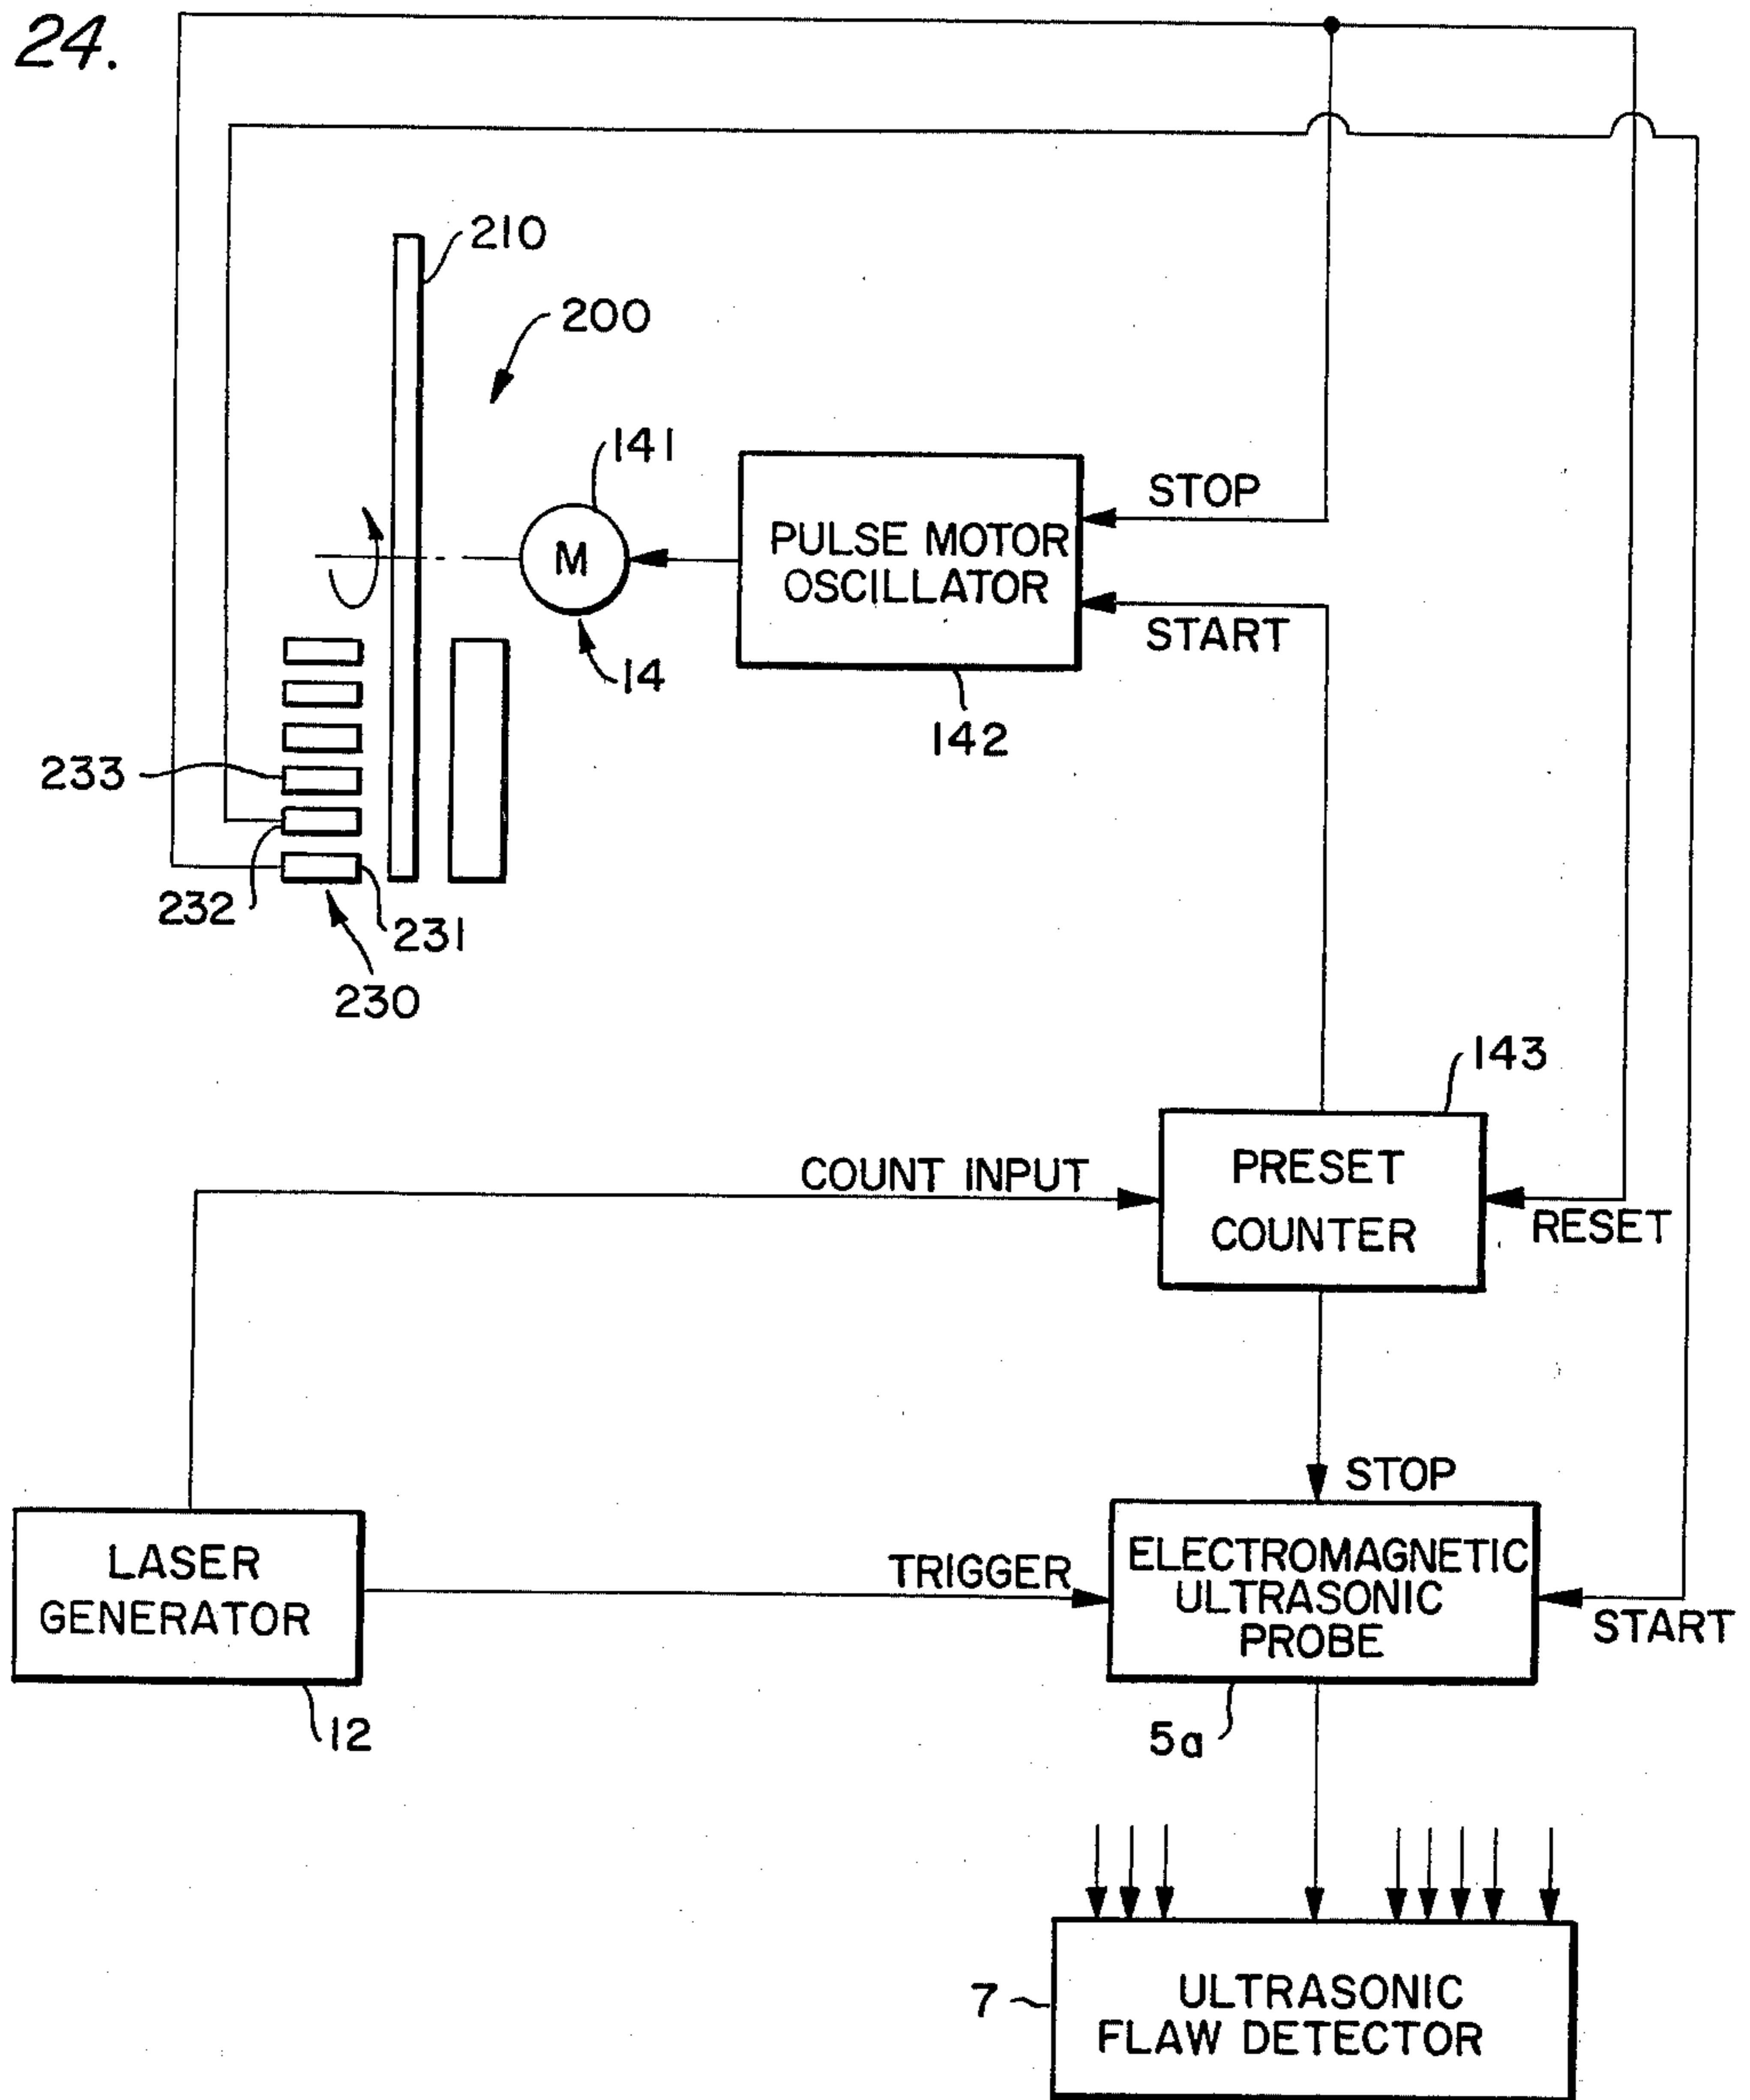 24.
210
200
141
M
14
PULSE MOTOR
OSCILLATOR
STOP
START
142
233
232
231
230
143
COUNT INPUT
PRESET
COUNTER
RESET
STOP
LASER
GENERATOR
TRIGGER
ELECTROMAGNETIC
ULTRASONIC
PROBE
START
12
5a
7
ULTRASONIC
FLAW DETECTOR